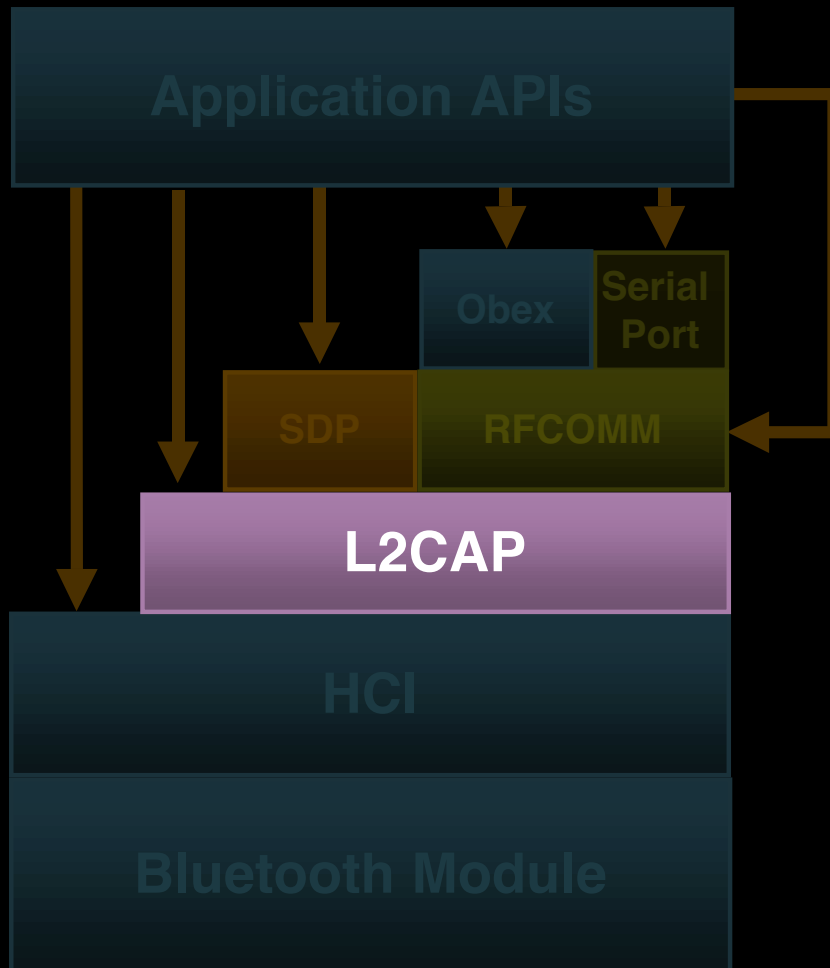 Application APIs
Obex
Serial
Port
SDP
RFCOMM
L2CAP
HCI
Bluetooth Module